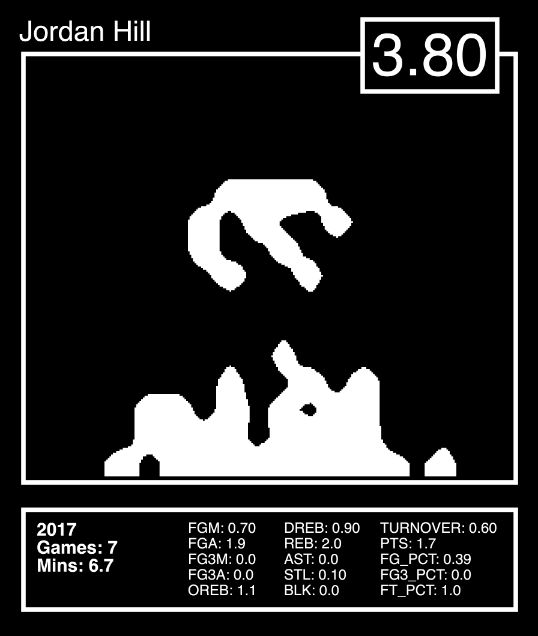 Jordan Hill
3.80
2017
Games: 7
Mins: 6.7
FGM: 0.70
FGA: 1.9
FG3M: 0.0
FG3A: 0.0
OREB: 1.1
DREB: 0.90
REB: 2.0
AST: 0.0
STL: 0.10
BLK: 0.0
TURNOVER: 0.60
PTS: 1.7
FG_PCT: 0.39
FG3_PCT: 0.0
FT_PCT: 1.0